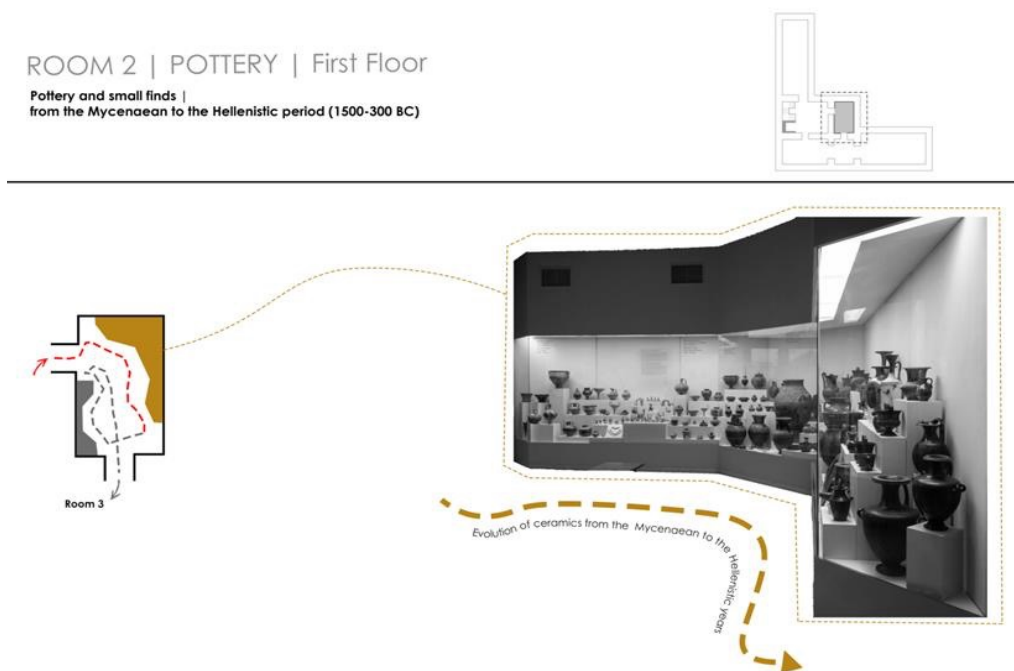 ROOM 2 | POTTERY | First Floor
Pottery and small finds |
from the Mycenaean to the Hellenistic period (1500-300 BC)
Room 3
Evolution of ceramics from the Mycenaean to the Hellenistic years